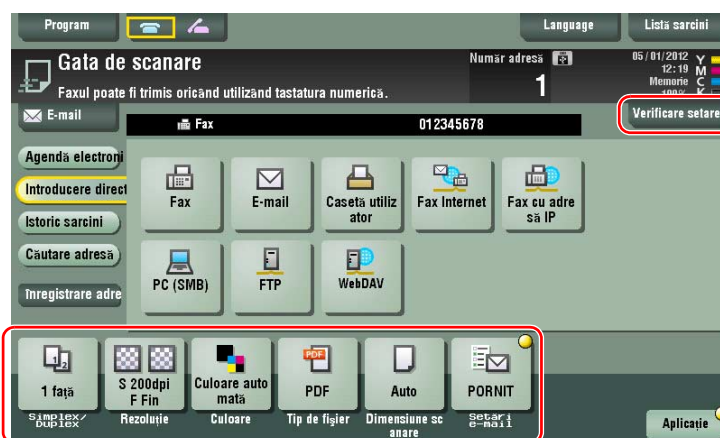 Program
Language
Listă sarcini
Gata de scanare
Faxul poate fi trimis oricând utilizând tastatura numerică.
Număr adresă
1
05/01/2012
12:19
Memorie
100%
Y
M
C
K
E-mail
Fax 012345678
Verificare setare
Agendă electroni
Introducere direct
Istoric sarcini
Căutare adresă
Înregistrare adre
Fax
E-mail
Casetă utiliz
ator
Fax Internet
Fax cu adre
să IP
PC (SMB)
FTP
WebDAV
1 2
1 față
Simplex/
Duplex
S 200dpi
F Fin
Rezoluție
Culoare auto
mată
Culoare
PDF
PDF
Tip de fișier
Auto
Dimensiune sc
anare
PORNIT
Setări
e-mail
Aplicație